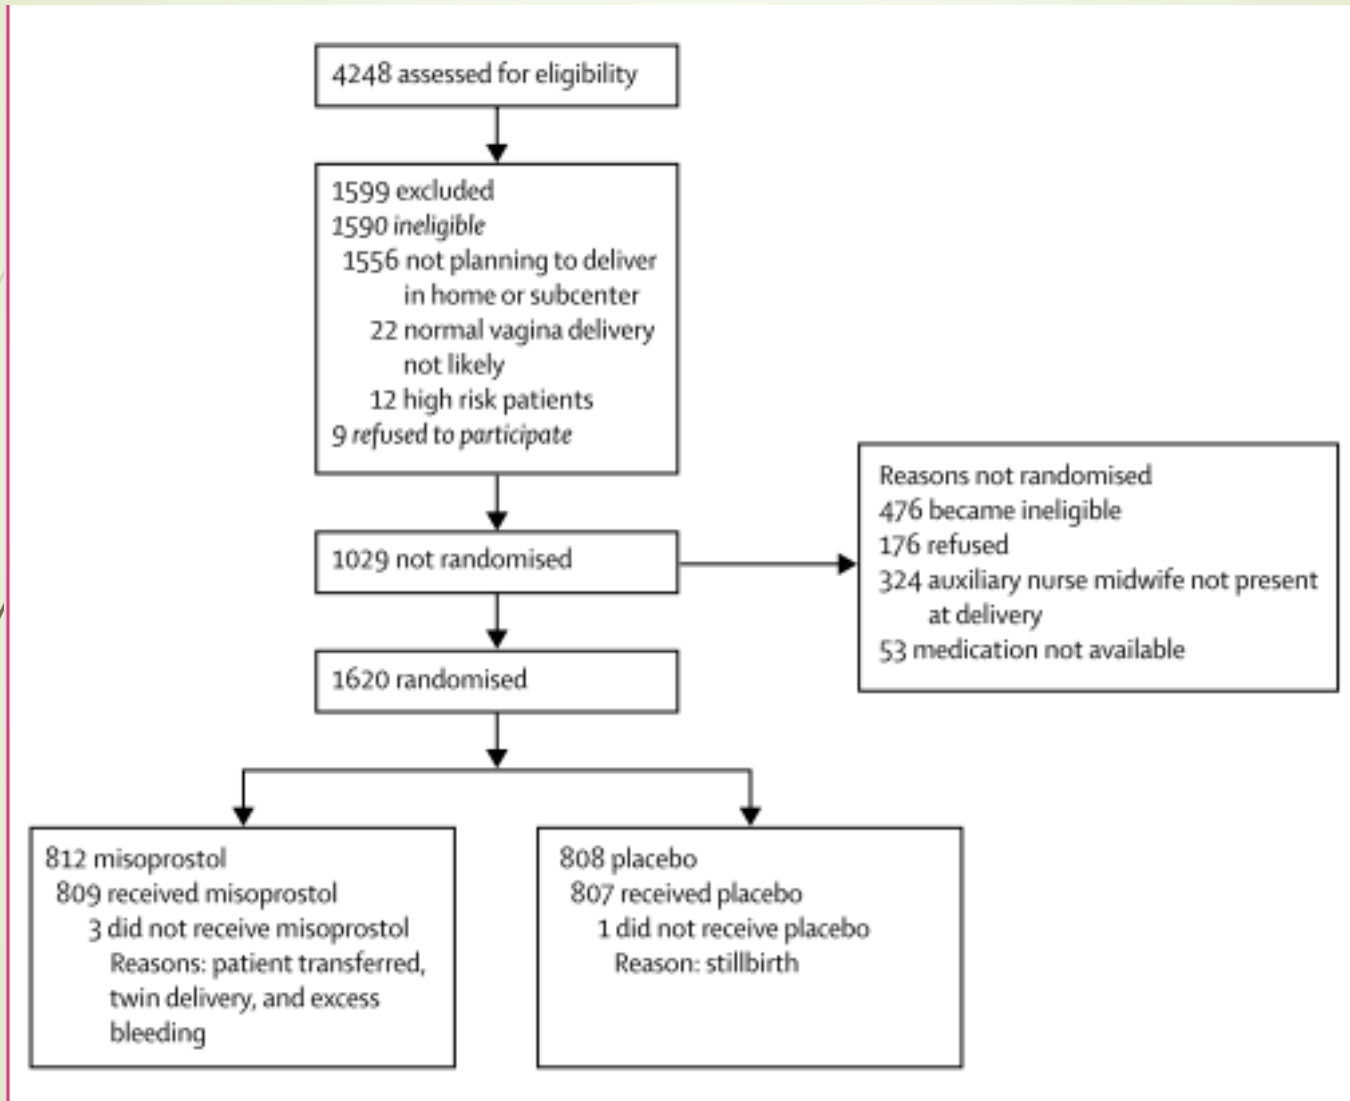 4248 assessed for eligibility
1599 excluded
1590 ineligible
1556 not planning to deliver
in home or subcenter
22 normal vagina delivery
not likely
12 high risk patients
9 refused to participate
1029 not randomised
Reasons not randomised
476 became ineligible
176 refused
324 auxiliary nurse midwife not present
at delivery
53 medication not available
1620 randomised
812 misoprostol
809 received misoprostol
3 did not receive misoprostol
Reasons: patient transferred,
twin delivery, and excess
bleeding
808 placebo
807 received placebo
1 did not receive placebo
Reason: stillbirth